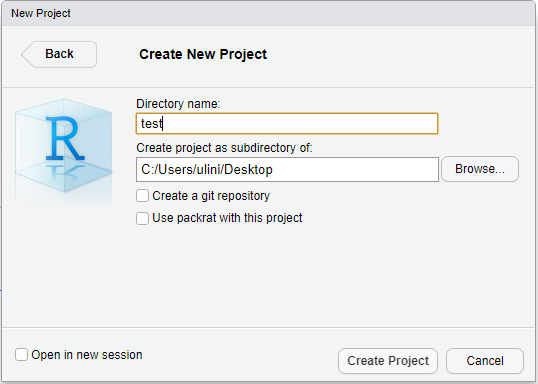 New Project
Back
Create New Project
R
Directory name:
test
Create project as subdirectory of:
C:/Users/ulini/Desktop
Browse...
Create a git repository
Use packrat with this project
Open in new session
Create Project
Cancel